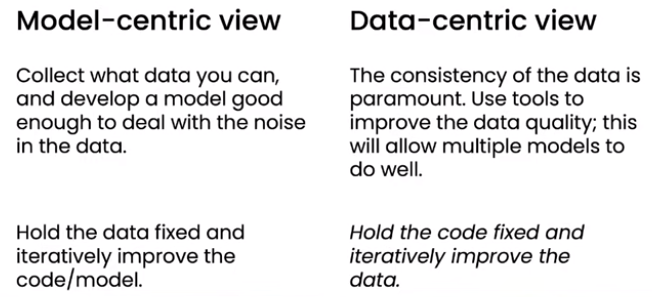 Model-centric view
Collect what data you can,
and develop a model good
enough to deal with the noise
in the data.
Hold the data fixed and
iteratively improve the
code/model.
Data-centric view
The consistency of the data is
paramount. Use tools to
improve the data quality; this
will allow multiple models to
do well.
Hold the code fixed and
iteratively improve the
data.